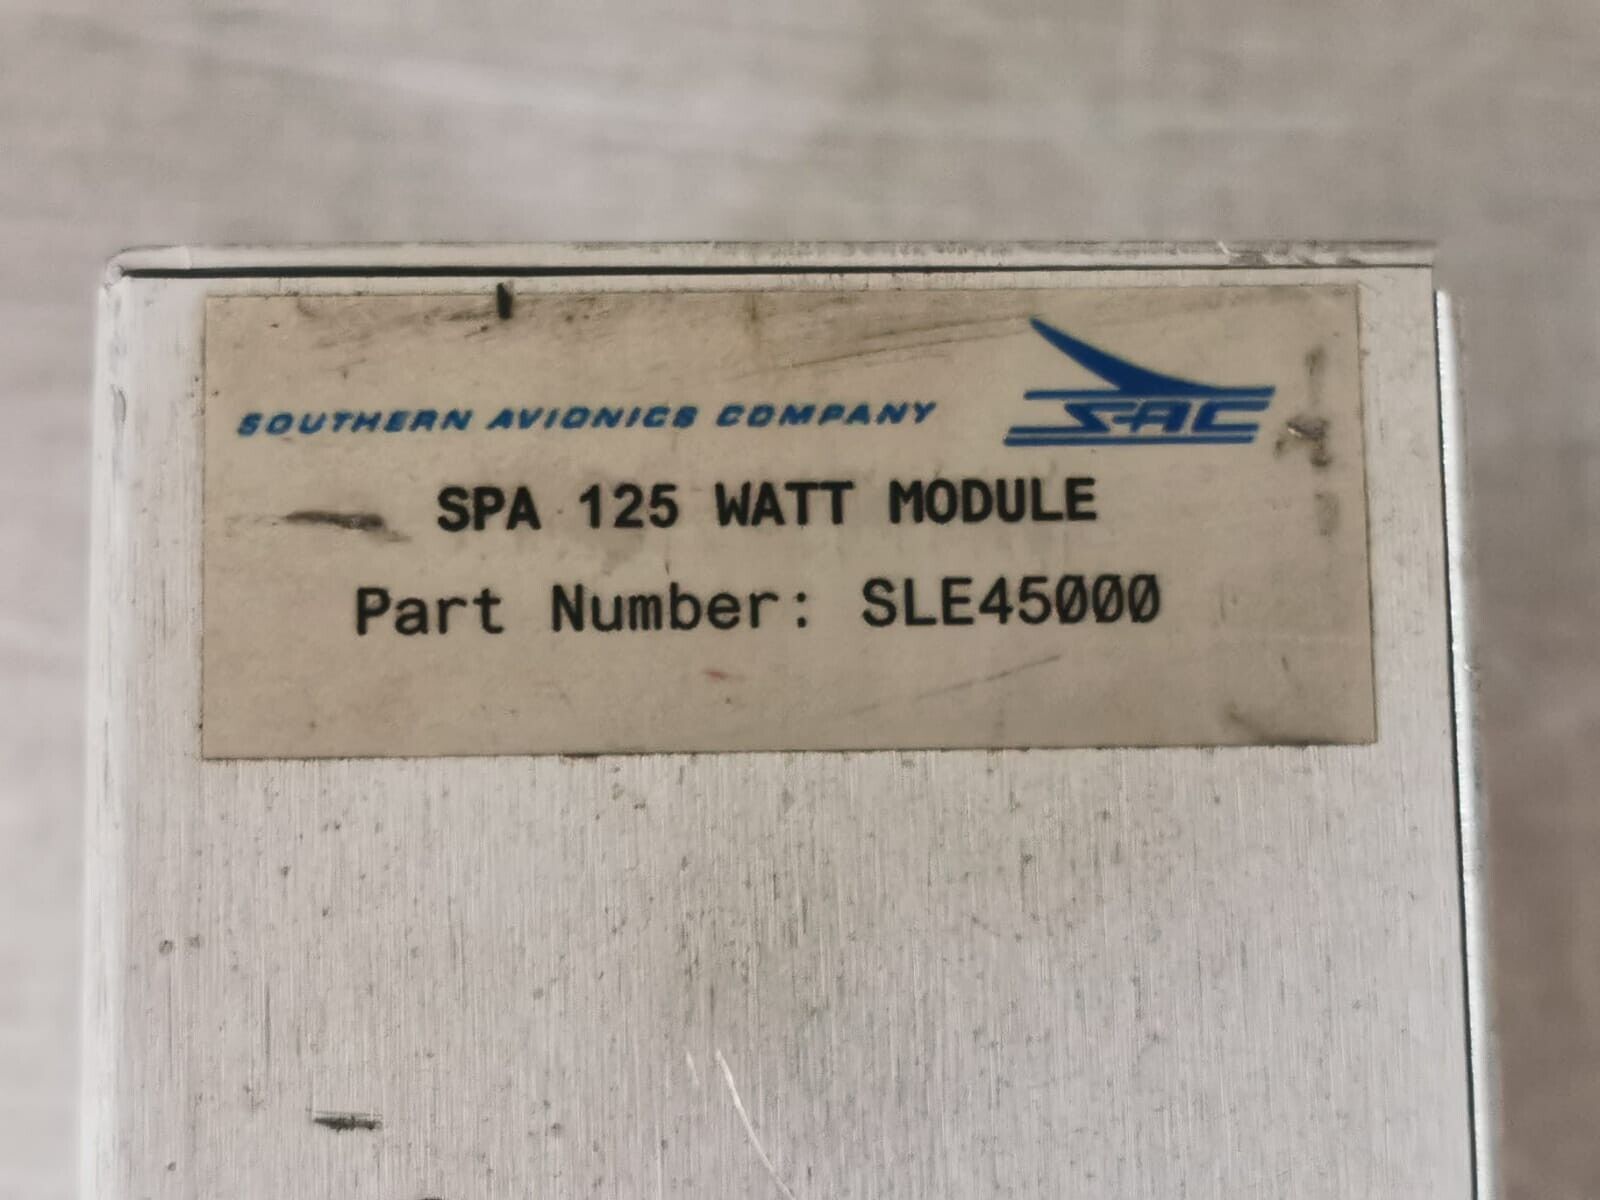 SOUTHERN AVIONICS COMPANY
SAC
SPA 125 WATT MODULE
Part Number: SLE45000